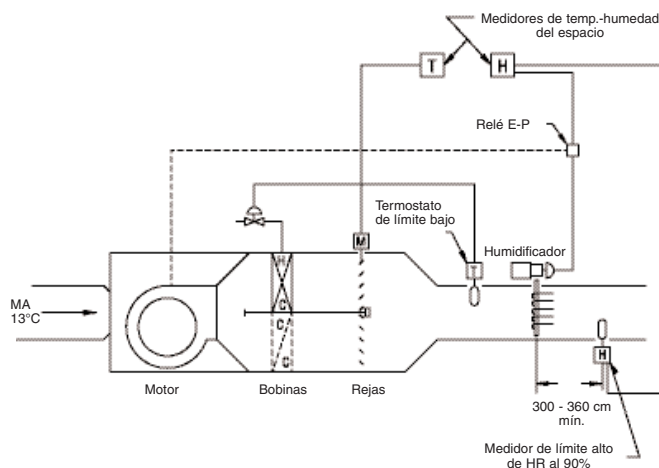 Medidores de temp.-humedad
del espacio
T
H
Relé E-P
Termostato
de límite bajo
Humidificador
M
T
H
C
C
C
MA
13°C
H
Motor
Bobinas
Rejas
300 - 360 cm
mín.
Medidor de límite alto
de HR al 90%